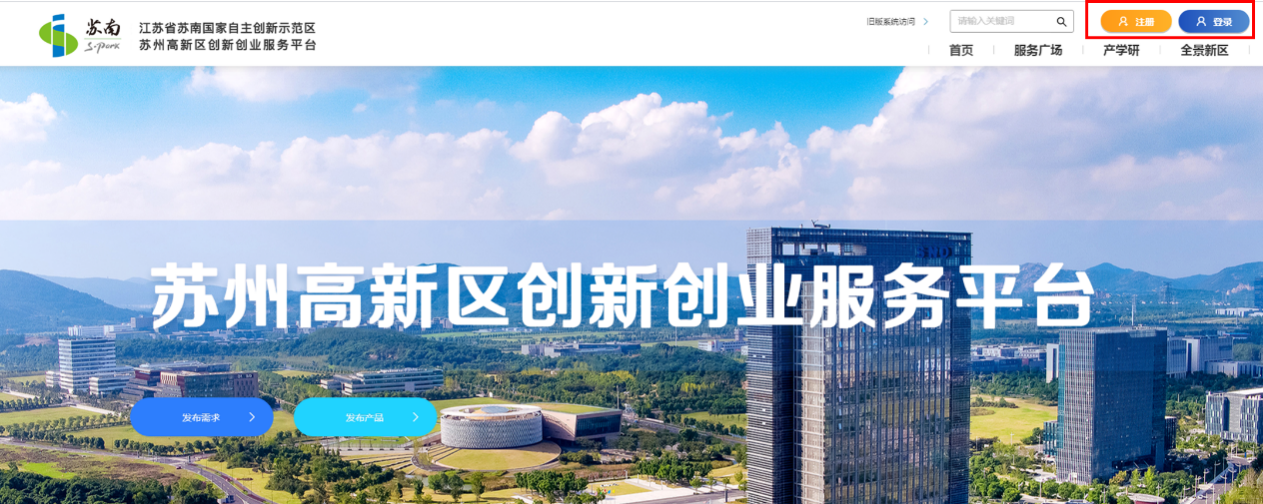 苏南
S·Park
江苏省苏南国家自主创新示范区
苏州高新区创新创业服务平台
旧版系统访问
请输入关键词
注册
登录
首页
服务广场
产学研
全景新区
苏州高新区创新创业服务平台
发布需求
发布产品